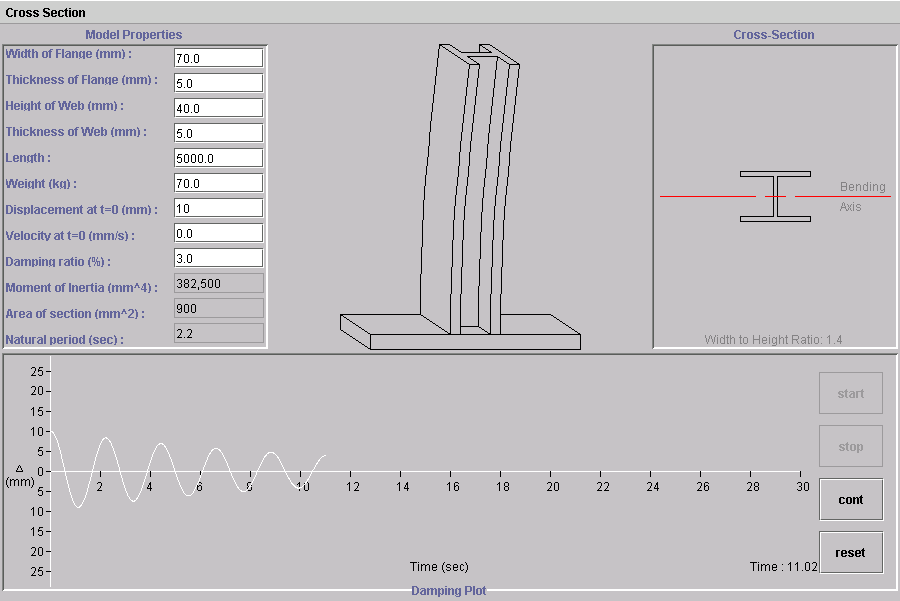 Cross Section
Model Properties
Width of Flange (mm) : 70.0
Thickness of Flange (mm) : 5.0
Height of Web (mm) : 40.0
Thickness of Web (mm) : 5.0
Length : 5000.0
Weight (kg) : 70.0
Displacement at t=0 (mm) : 10
Velocity at t=0 (mm/s) : 0.0
Damping ratio (%) : 3.0
Moment of Inertia (mm^4) : 382,500
Area of section (mm^2) : 900
Natural period (sec) : 2.2
Cross-Section
Bending
Axis
Width to Height Ratio: 1.4
25
20
15
10
5
0
5
10
15
20
25
Δ
(mm)
2 4 6 8 10 12 14 16 18 20 22 24 26 28 30
Time (sec)
Time : 11.02
start
stop
cont
reset
Damping Plot